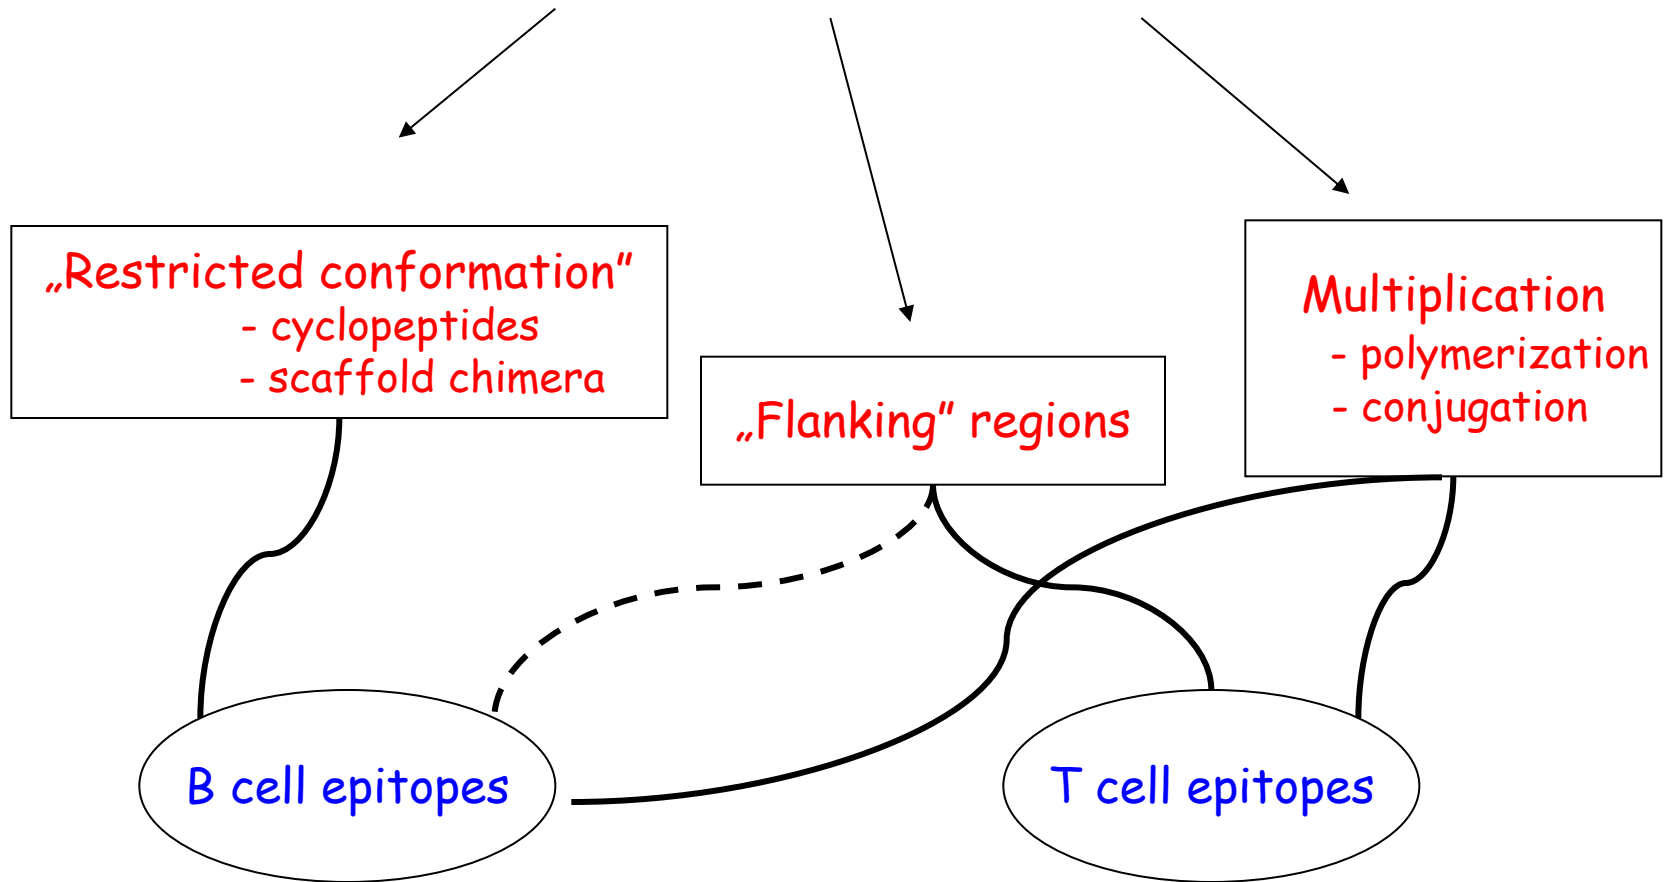 „Restricted conformation”
- cyclopeptides
- scaffold chimera
„Flanking” regions
Multiplication
- polymerization
- conjugation
B cell epitopes
T cell epitopes